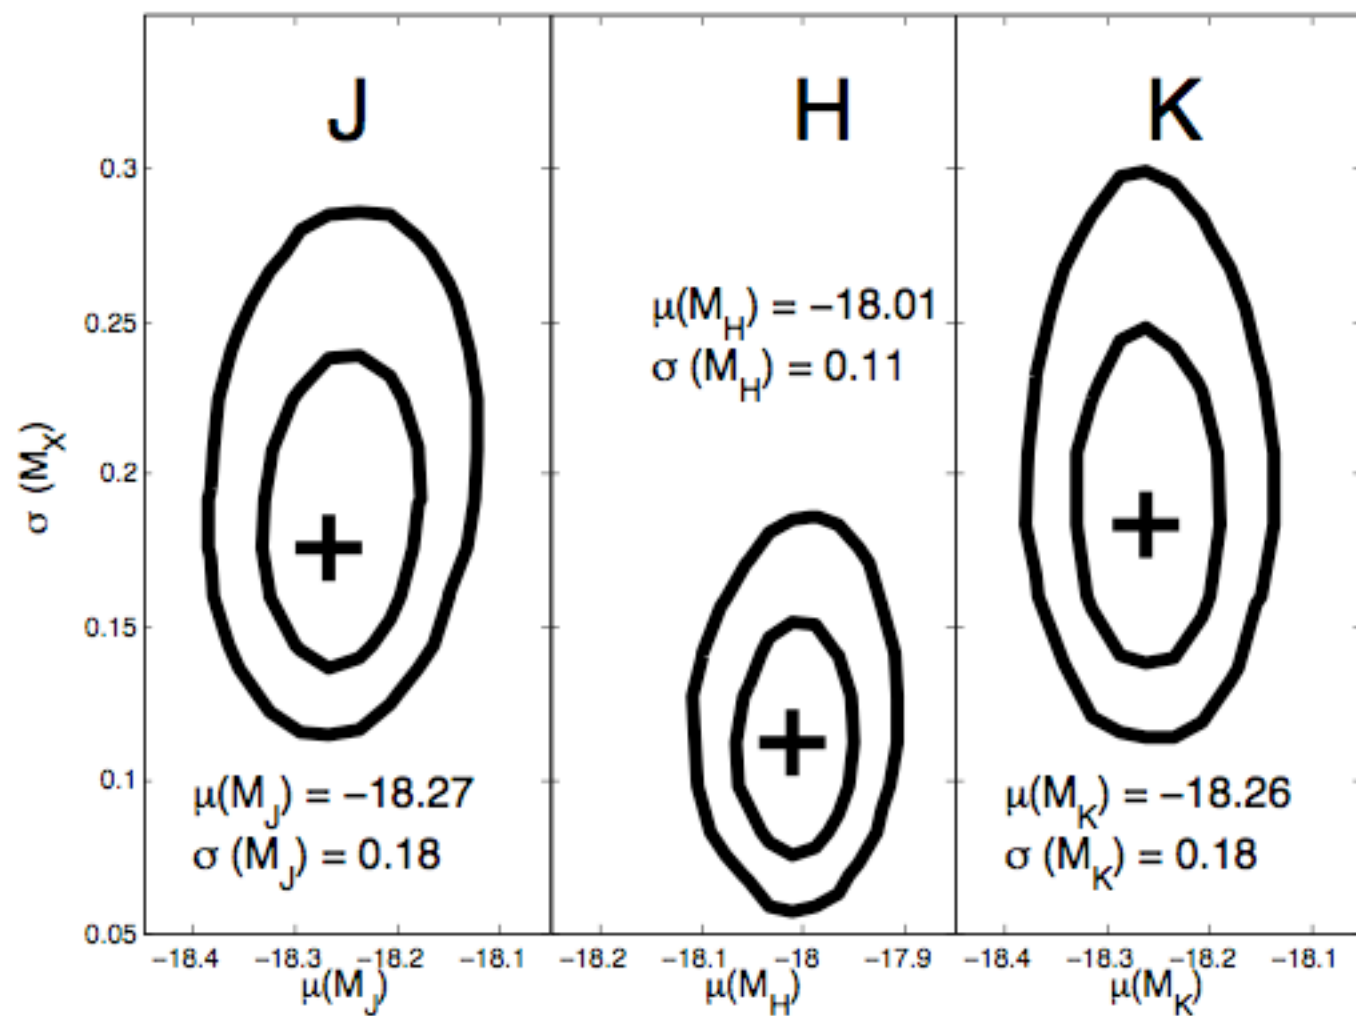 J
H
K
0.3
0.25
0.2
0.15
0.1
0.05
σ (M_X)
μ(M_H) = −18.01
σ (M_H) = 0.11
μ(M_J) = −18.27
σ (M_J) = 0.18
μ(M_K) = −18.26
σ (M_K) = 0.18
−18.4 −18.3 −18.2 −18.1
−18.2 −18.1 −18 −17.9
−18.4 −18.3 −18.2 −18.1
μ(M_J)
μ(M_H)
μ(M_K)